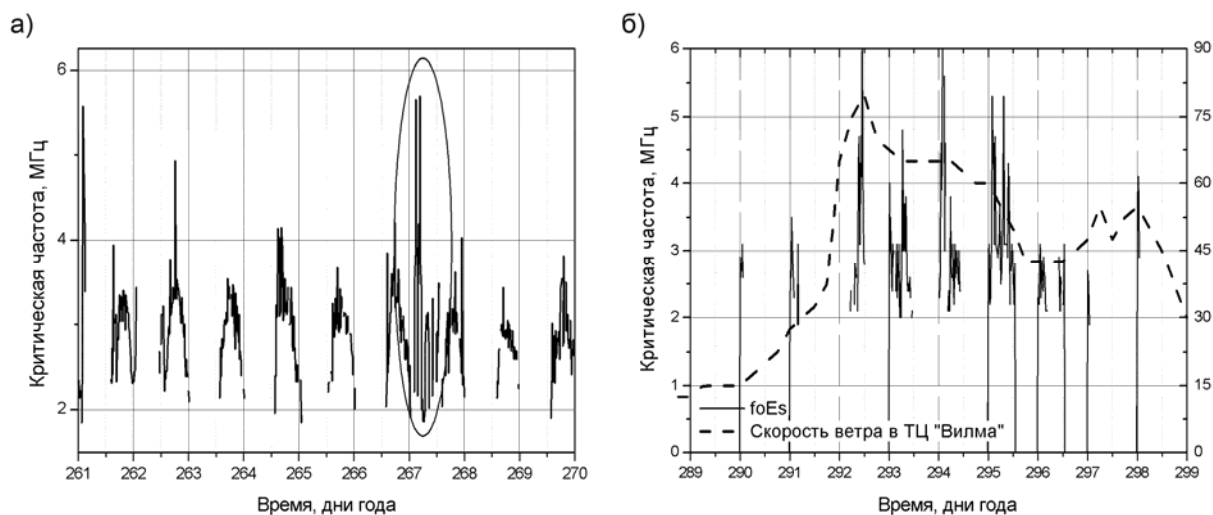 а)
Критическая частота, МГц
6
4
2
261 262 263 264 265 266 267 268 269 270
Время, дни года
б)
Критическая частота, МГц
6
5
4
3
2
1
0
90
75
60
45
30
15
0
foEs
Скорость ветра в ТЦ "Вилма"
289 290 291 292 293 294 295 296 297 298 299
Время, дни года